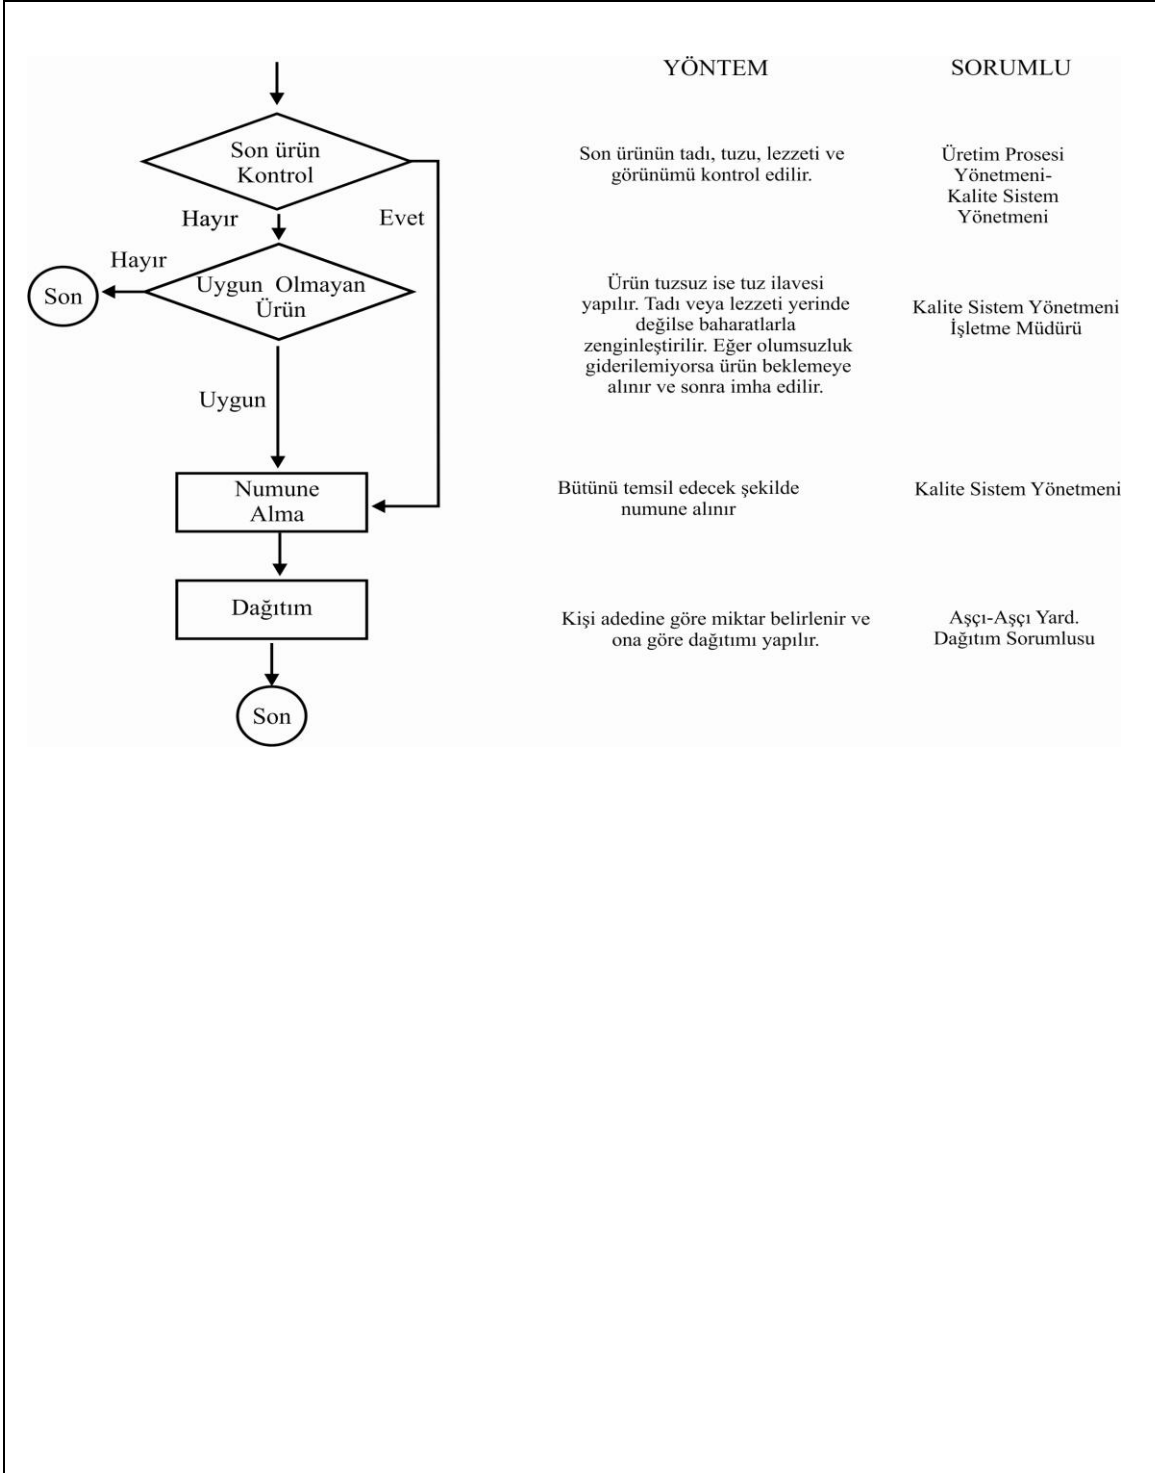 YÖNTEM
SORUMLU
Son ürün
Kontrol
Son ürünün tadı, tuzu, lezzeti ve
görünümü kontrol edilir.
Üretim Prosesi
Yönetmeni-
Kalite Sistem
Yönetmeni
Hayır
Evet
Hayır
Son
Uygun Olmayan
Ürün
Ürün tuzsuz ise tuz ilavesi
yapılır. Tadı veya lezzeti yerinde
değilse baharatlarla
zenginleştirilir. Eğer olumsuzluk
giderilemiyorsa ürün beklemeye
alınır ve sonra imha edilir.
Kalite Sistem Yönetmeni
İşletme Müdürü
Uygun
Numune
Alma
Bütünü temsil edecek şekilde
numune alınır
Kalite Sistem Yönetmeni
Dağıtım
Kişi adedine göre miktar belirlenir ve
ona göre dağıtımı yapılır.
Aşçı-Aşçı Yard.
Dağıtım Sorumlusu
Son